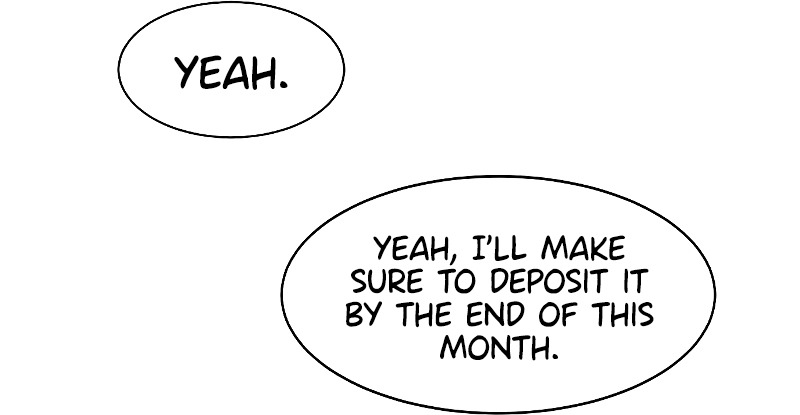 YEAH.
YEAH, I'LL MAKE
SURE TO DEPOSIT IT
BY THE END OF THIS
MONTH.